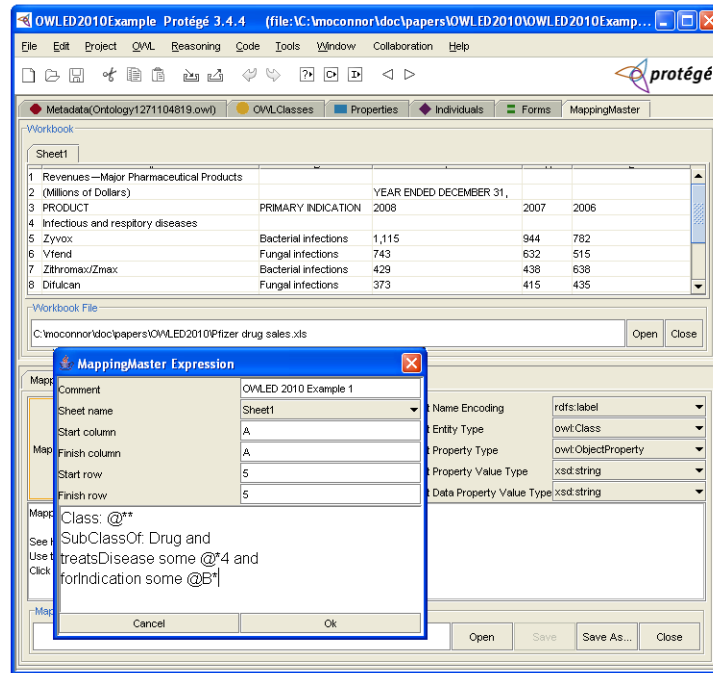 OWLED2010Example Protégé 3.4.4 (file:\C:\moconnor\doc\papers\OWLED2010\OWLED2010Examp...
File Edit Project OWL Reasoning Code Tools Window Collaboration Help
protégé
Metadata(Ontology1271104819.owl) OWLClasses Properties Individuals Forms MappingMaster
Workbook
Sheet1
1 Revenues—Major Pharmaceutical Products
2 (Millions of Dollars) YEAR ENDED DECEMBER 31,
3 PRODUCT PRIMARY INDICATION 2008 2007 2006
4 Infectious and respitory diseases
5 Zyvox Bacterial infections 1,115 944 782
6 Vfend Fungal infections 743 632 515
7 Zithromax/Zmax Bacterial infections 429 438 638
8 Difulcan Fungal infections 373 415 435
Workbook File
C:\moconnor\doc\papers\OWLED2010\Pfizer drug sales.xls Open Close
MappingMaster Expression
Comment OWLED 2010 Example 1
Sheet name Sheet1
Start column A
Finish column A
Start row 5
Finish row 5
Class: @**
SubClassOf: Drug and
treatsDisease some @*4 and
forIndication some @B*
Cancel Ok
Mapp
t Name Encoding rdfs:label
t Entity Type owl:Class
Map t Property Type owl:ObjectProperty
t Property Value Type xsd:string
t Data Property Value Type xsd:string
Mapp
See
Use t
Click
Map
Open Save Save As... Close